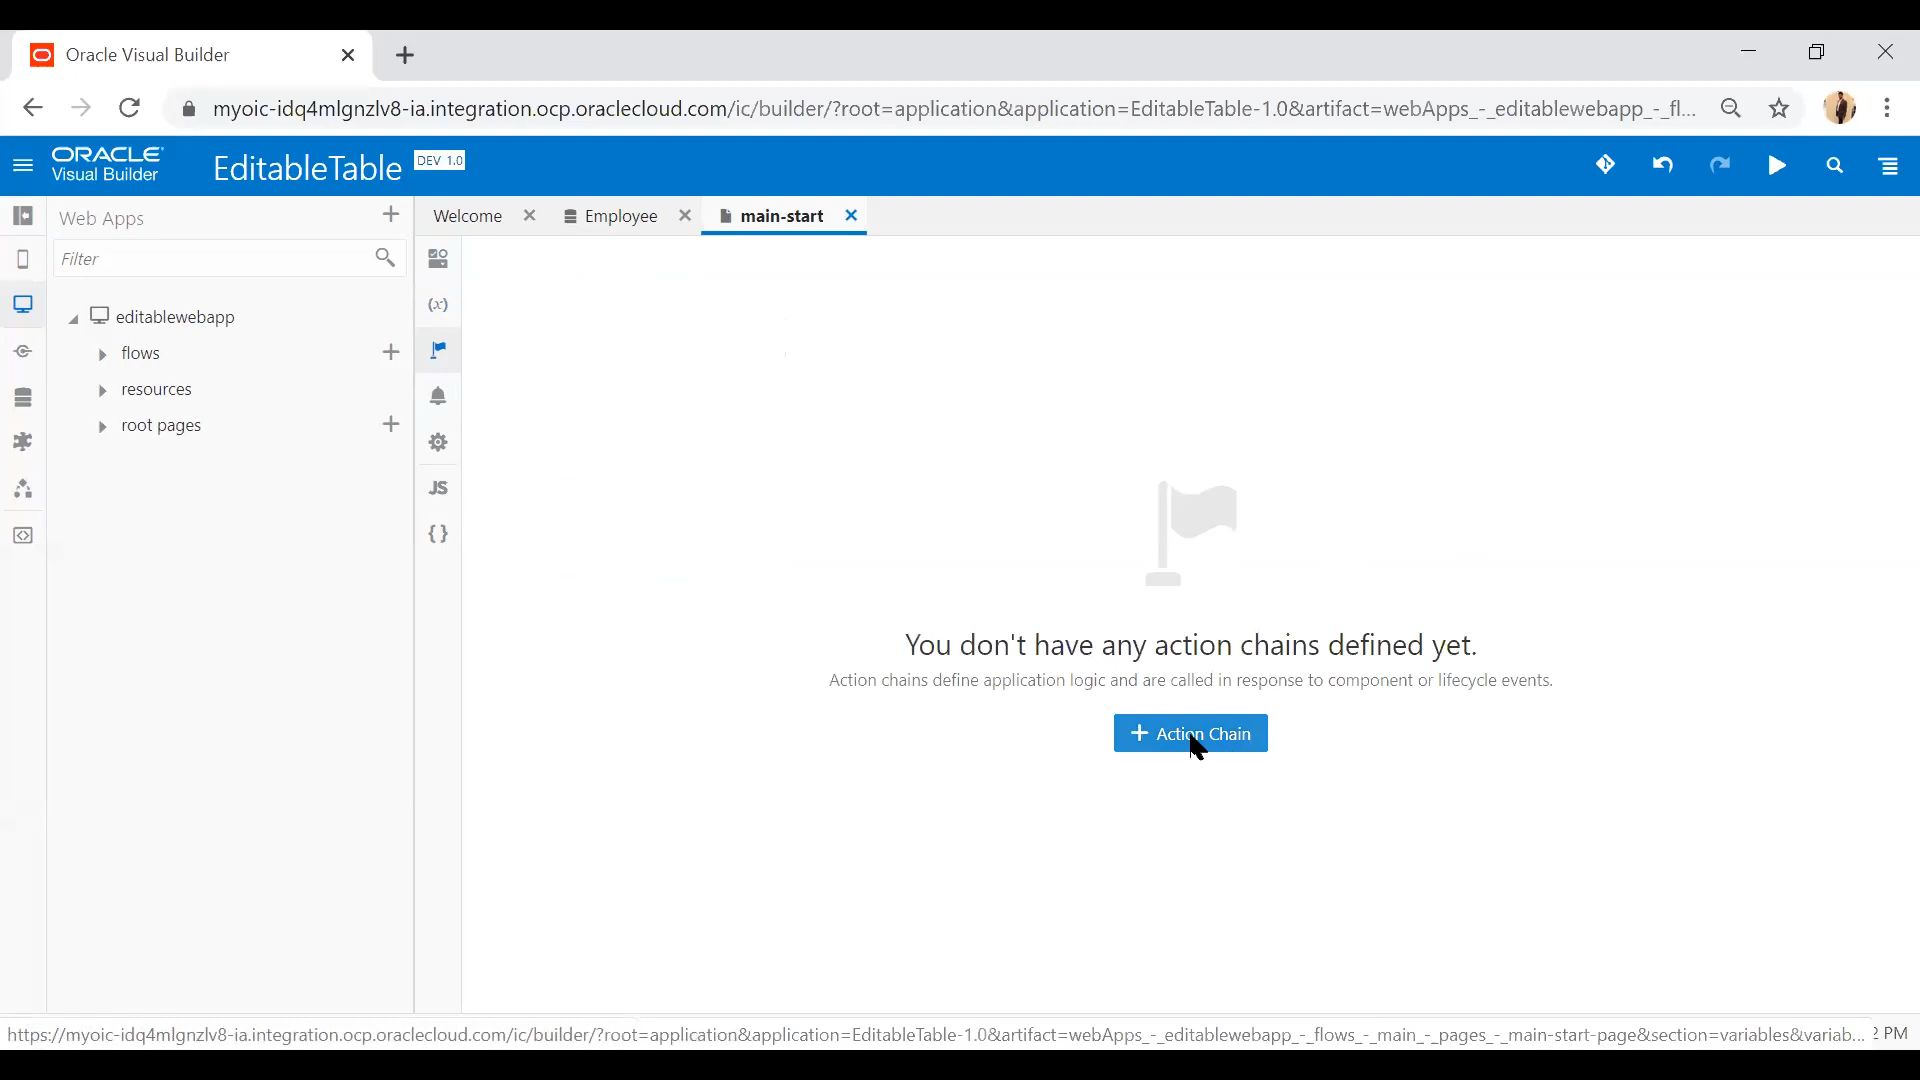 Oracle Visual Builder
myoic-idq4mlgnzlv8-ia.integration.ocp.oraclecloud.com/ic/builder/?root=application&application=EditableTable-1.0&artifact=webApps_-_editablewebapp_-_fl...
ORACLE
Visual Builder
EditableTable
DEV 1.0
Web Apps
Welcome
Employee
main-start
Filter
(x)
editablewebapp
flows
resources
root pages
JS
{ }
You don't have any action chains defined yet.
Action chains define application logic and are called in response to component or lifecycle events.
+ Action Chain
https://myoic-idq4mlgnzlv8-ia.integration.ocp.oraclecloud.com/ic/builder/?root=application&application=EditableTable-1.0&artifact=webApps_-_editablewebapp_-_flows_-_main_-_pages_-_main-start-page&section=variables&variab...
2 PM